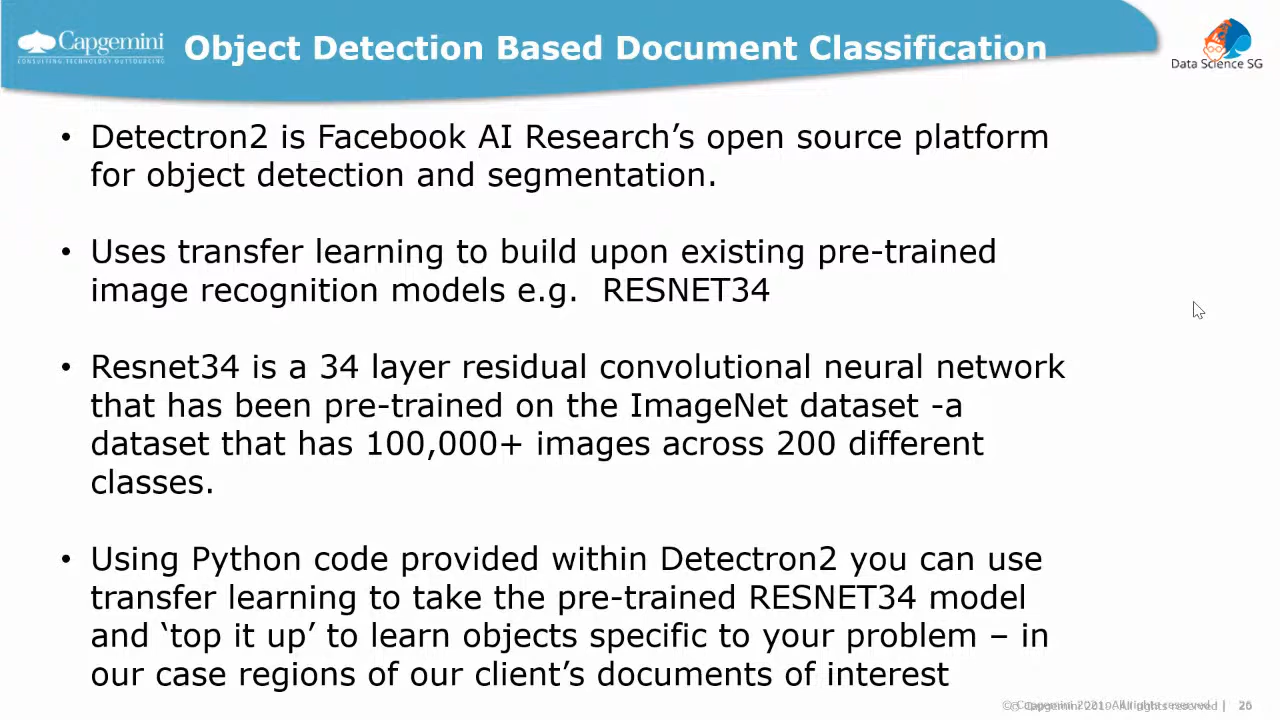 Capgemini
CONSULTING.TECHNOLOGY.OUTSOURCING
Object Detection Based Document Classification
Data Science SG
• Detectron2 is Facebook AI Research’s open source platform
for object detection and segmentation.
• Uses transfer learning to build upon existing pre-trained
image recognition models e.g.  RESNET34
• Resnet34 is a 34 layer residual convolutional neural network
that has been pre-trained on the ImageNet dataset -a
dataset that has 100,000+ images across 200 different
classes.
• Using Python code provided within Detectron2 you can use
transfer learning to take the pre-trained RESNET34 model
and ‘top it up’ to learn objects specific to your problem – in
our case regions of our client’s documents of interest
Capgemini All rights reserved |